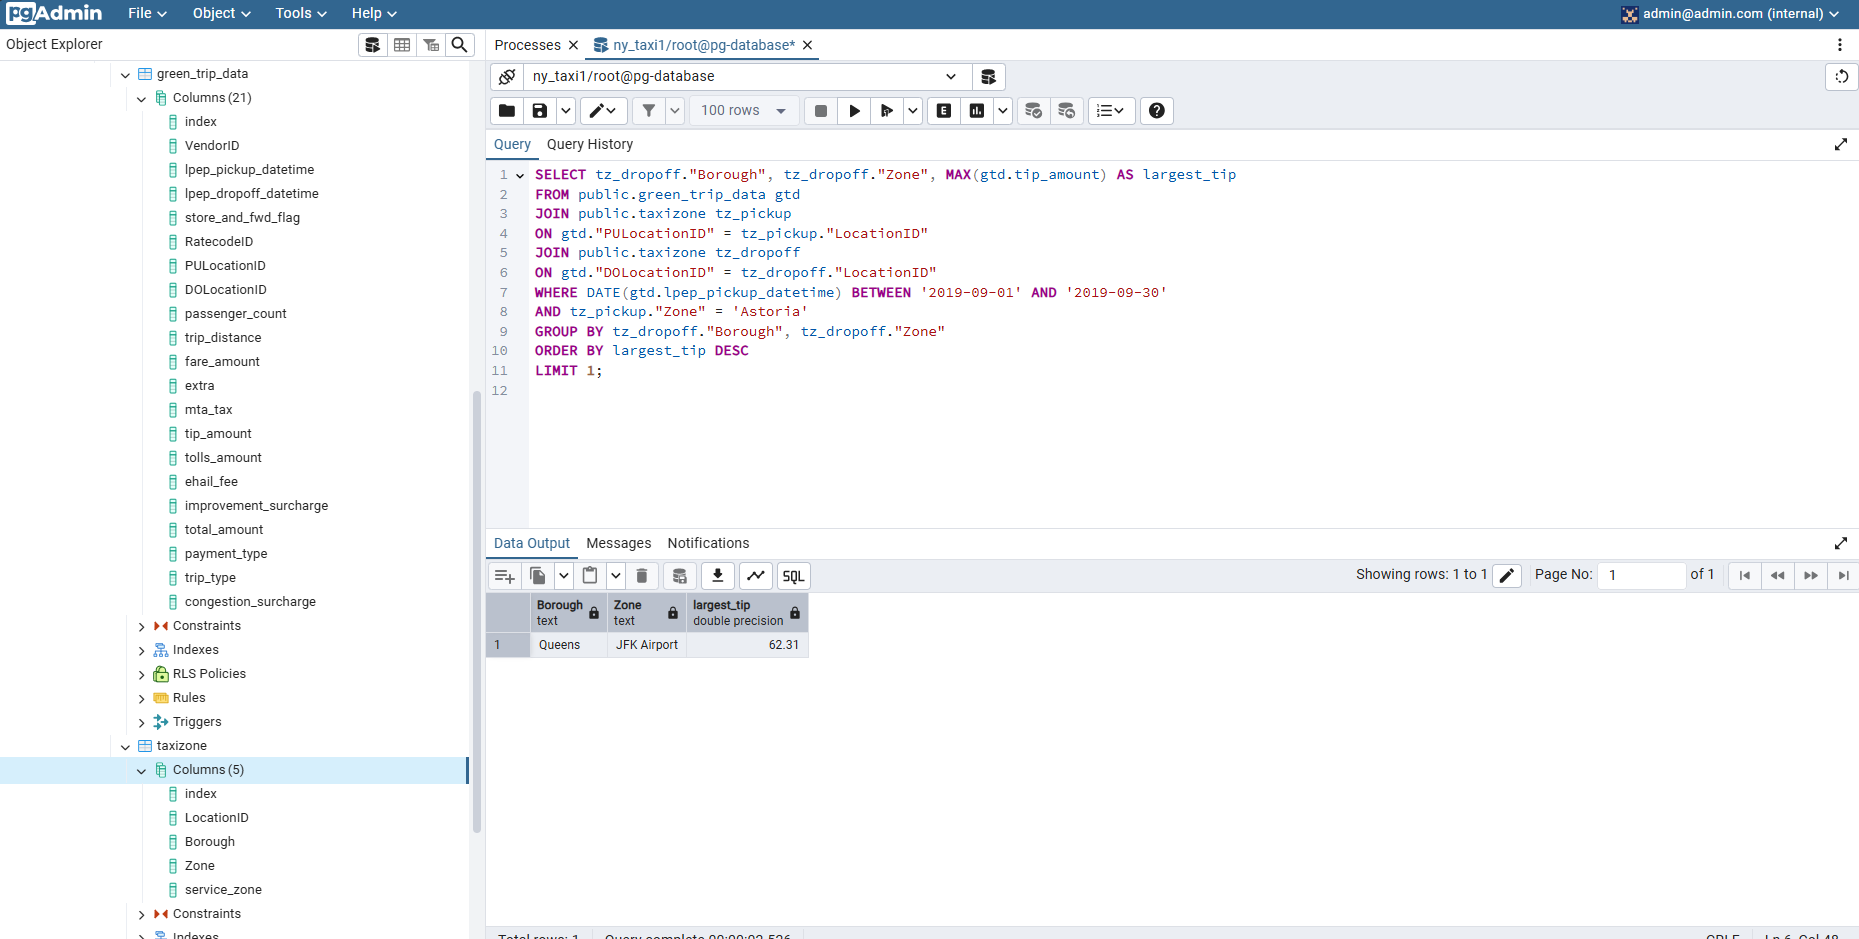 pgAdmin File Object Tools Help admin@admin.com (internal)
Object Explorer
green_trip_data
Columns (21)
index
VendorID
lpep_pickup_datetime
lpep_dropoff_datetime
store_and_fwd_flag
RatecodeID
PULocationID
DOLocationID
passenger_count
trip_distance
fare_amount
extra
mta_tax
tip_amount
tolls_amount
ehail_fee
improvement_surcharge
total_amount
payment_type
trip_type
congestion_surcharge
Constraints
Indexes
RLS Policies
Rules
Triggers
taxizone
Columns (5)
index
LocationID
Borough
Zone
service_zone
Constraints
Indexes
Processes ny_taxi1/root@pg-database*
ny_taxi1/root@pg-database
100 rows E
Query Query History
1 SELECT tz_dropoff."Borough", tz_dropoff."Zone", MAX(gtd.tip_amount) AS largest_tip
2 FROM public.green_trip_data gtd
3 JOIN public.taxizone tz_pickup
4 ON gtd."PULocationID" = tz_pickup."LocationID"
5 JOIN public.taxizone tz_dropoff
6 ON gtd."DOLocationID" = tz_dropoff."LocationID"
7 WHERE DATE(gtd.lpep_pickup_datetime) BETWEEN '2019-09-01' AND '2019-09-30'
8 AND tz_pickup."Zone" = 'Astoria'
9 GROUP BY tz_dropoff."Borough", tz_dropoff."Zone"
10 ORDER BY largest_tip DESC
11 LIMIT 1;
12
Data Output Messages Notifications
SQL Showing rows: 1 to 1 Page No: 1 of 1
Borough Zone largest_tip
text text double precision
1 Queens JFK Airport 62.31
Total rows: 1 Query complete 00:00:02.526 CRLF Ln 6, Col 48